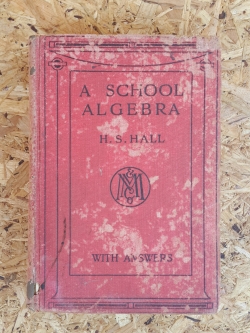 A SCHOOL
ALGEBRA
H. S. HALL
WITH ANSWERS